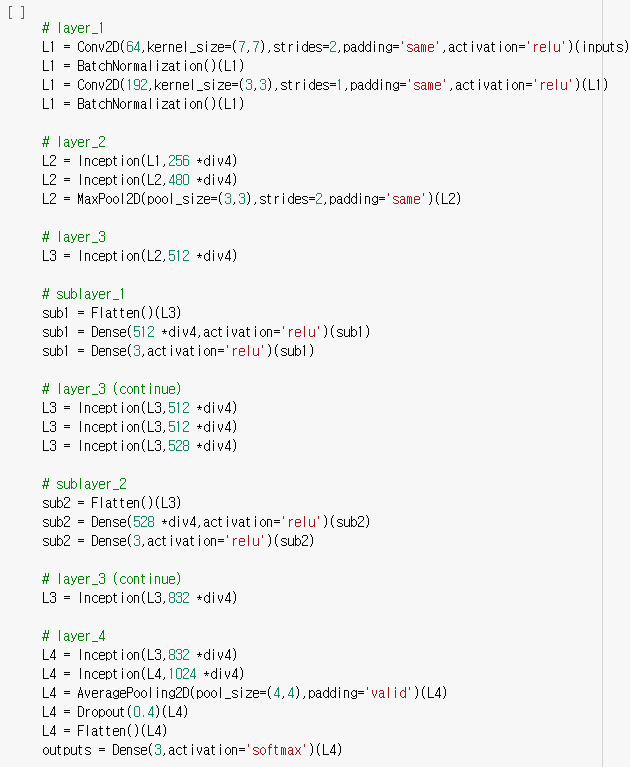 [ ]
# layer_1
L1 = Conv2D(64,kernel_size=(7,7),strides=2,padding='same',activation='relu')(inputs)
L1 = BatchNormalization()(L1)
L1 = Conv2D(192,kernel_size=(3,3),strides=1,padding='same',activation='relu')(L1)
L1 = BatchNormalization()(L1)
# layer_2
L2 = Inception(L1,256 *div4)
L2 = Inception(L2,480 *div4)
L2 = MaxPool2D(pool_size=(3,3),strides=2,padding='same')(L2)
# layer_3
L3 = Inception(L2,512 *div4)
# sublayer_1
sub1 = Flatten()(L3)
sub1 = Dense(512 *div4,activation='relu')(sub1)
sub1 = Dense(3,activation='relu')(sub1)
# layer_3 (continue)
L3 = Inception(L3,512 *div4)
L3 = Inception(L3,512 *div4)
L3 = Inception(L3,528 *div4)
# sublayer_2
sub2 = Flatten()(L3)
sub2 = Dense(528 *div4,activation='relu')(sub2)
sub2 = Dense(3,activation='relu')(sub2)
# layer_3 (continue)
L3 = Inception(L3,832 *div4)
# layer_4
L4 = Inception(L3,832 *div4)
L4 = Inception(L4,1024 *div4)
L4 = AveragePooling2D(pool_size=(4,4),padding='valid')(L4)
L4 = Dropout(0.4)(L4)
L4 = Flatten()(L4)
outputs = Dense(3,activation='softmax')(L4)